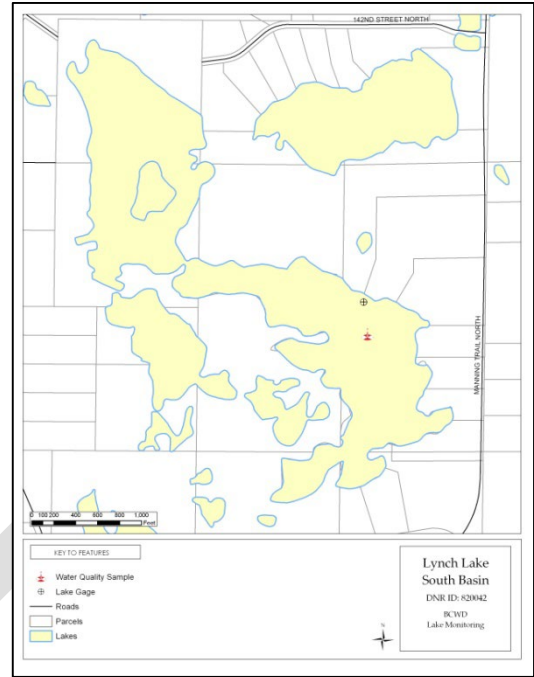 142ND STREET NORTH
MANNING TRAIL NORTH
0 100 200 400 600 800 1,000
Feet
KEY TO FEATURES
Water Quality Sample
Lake Gage
Roads
Parcels
Lakes
N
Lynch Lake
South Basin
DNR ID: 820042
BCWD
Lake Monitoring